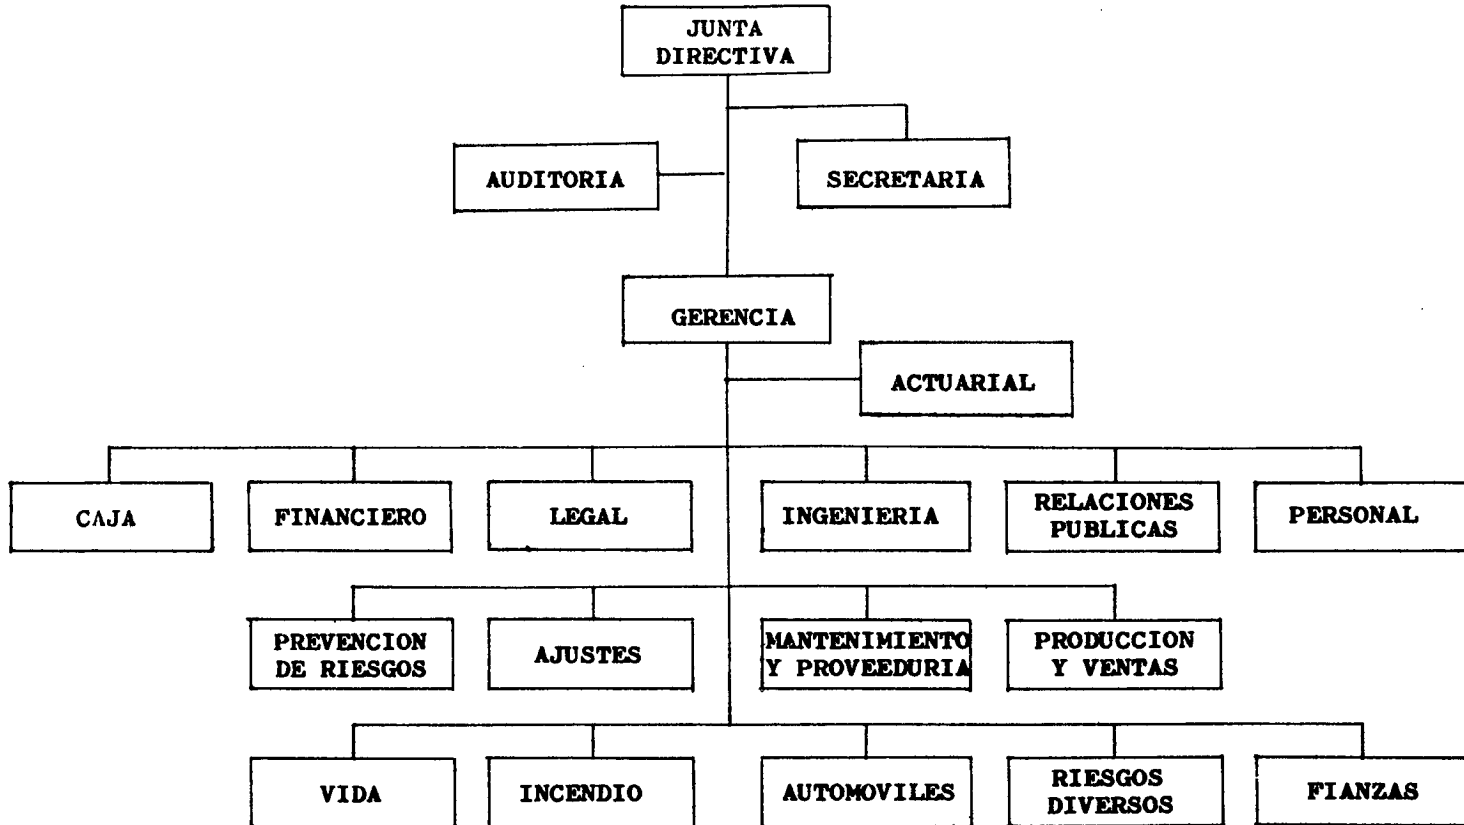 JUNTA
DIRECTIVA
AUDITORIA
SECRETARIA
GERENCIA
ACTUARIAL
CAJA
FINANCIERO
LEGAL
INGENIERIA
RELACIONES
PUBLICAS
PERSONAL
PREVENCION
DE RIESGOS
AJUSTES
MANTENIMIENTO
Y PROVEEDURIA
PRODUCCION
Y VENTAS
VIDA
INCENDIO
AUTOMOVILES
RIESGOS
DIVERSOS
FIANZAS